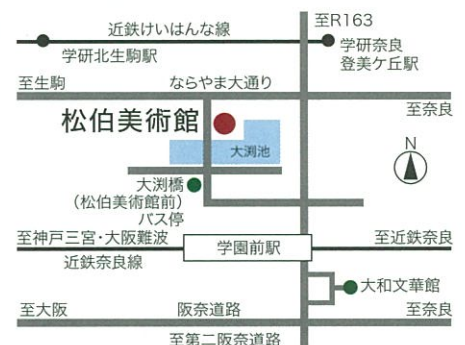 至R163
近鉄けいはんな線
学研北生駒駅
学研奈良
登美ケ丘駅
至生駒
ならやま大通り
至奈良
松伯美術館
大渕池
N
大渕橋
（松伯美術館前）
バス停
至神戸三宮・大阪難波
学園前駅
至近鉄奈良
近鉄奈良線
大和文華館
至大阪
阪奈道路
至奈良
至第二阪奈道路